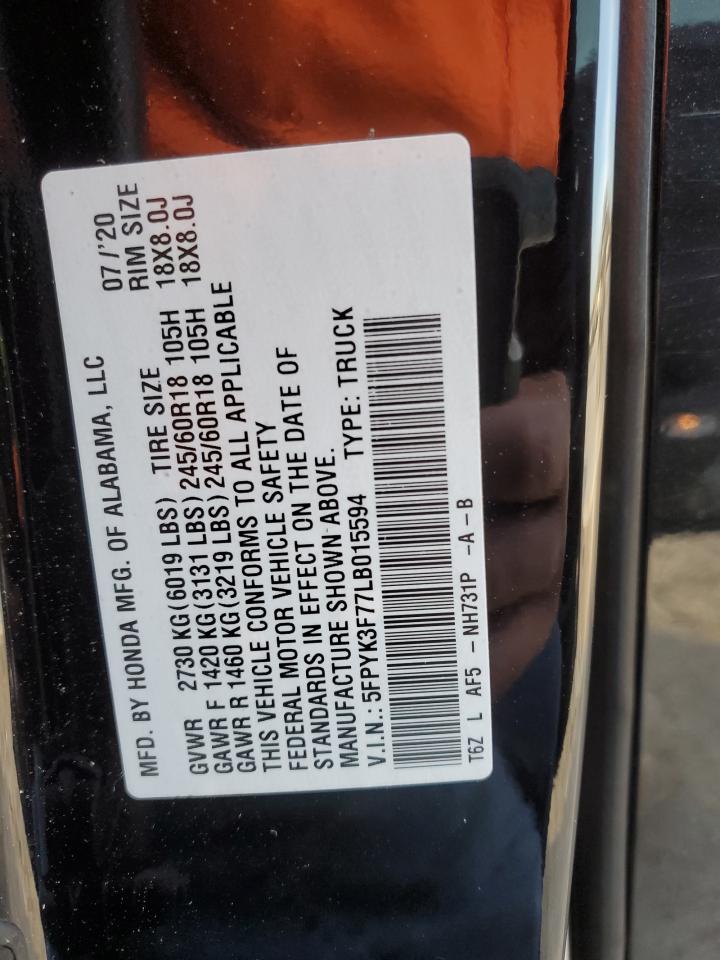 MFD. BY HONDA MFG. OF ALABAMA, LLC 07/'20
GVWR 2730 KG(6019 LBS) TIRE SIZE RIM SIZE
GAWR F 1420 KG(3131 LBS) 245/60R18 105H 18X8.0J
GAWR R 1460 KG(3219 LBS) 245/60R18 105H 18X8.0J
THIS VEHICLE CONFORMS TO ALL APPLICABLE
FEDERAL MOTOR VEHICLE SAFETY
STANDARDS IN EFFECT ON THE DATE OF
MANUFACTURE SHOWN ABOVE.
V.I.N.: 5FPYK3F77LB015594 TYPE: TRUCK
T6Z L AF5 - NH731P -A -B